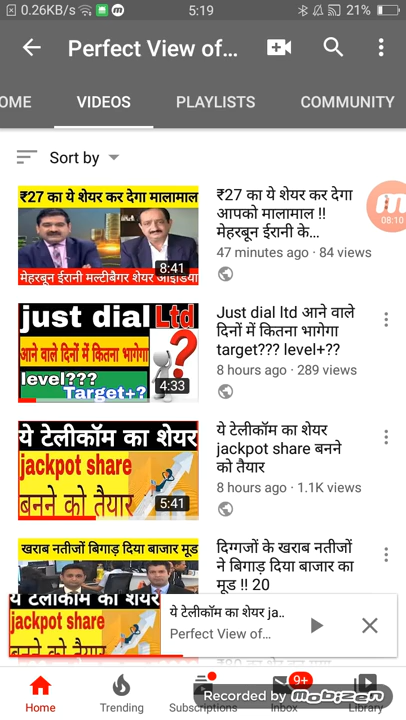 0.26KB/s 5:19 21%
Perfect View of...
OME VIDEOS PLAYLISTS COMMUNITY
Sort by
₹27 का ये शेयर कर देगा मालामाल
8:41
मेहरबून ईरानी मल्टीबैगर शेयर आईडिया
₹27 का ये शेयर कर देगा
आपको मालामाल !!
मेहरबून ईरानी के...
47 minutes ago · 84 views
08:10
just dial Ltd
आने वाले दिनों में कितना भागेगा
level???
Target+?
4:33
Just dial ltd आने वाले
दिनों में कितना भागेगा
target??? level+??
8 hours ago · 289 views
ये टेलीकॉम का शेयर
jackpot share
बनने को तैयार
5:41
ये टेलीकॉम का शेयर
jackpot share बनने
को तैयार
8 hours ago · 1.1K views
खराब नतीजों बिगाड़ दिया बाजार मूड
दिग्गजों के खराब नतीजों
ने बिगाड़ दिया बाजार का
मूड !! 20
ये टेलीकॉम का शेयर
jackpot share
बनने को तैयार
ये टेलीकॉम का शेयर ja..
Perfect View of...
Home Trending Subscriptions Inbox Library
9+
Recorded by mobizen